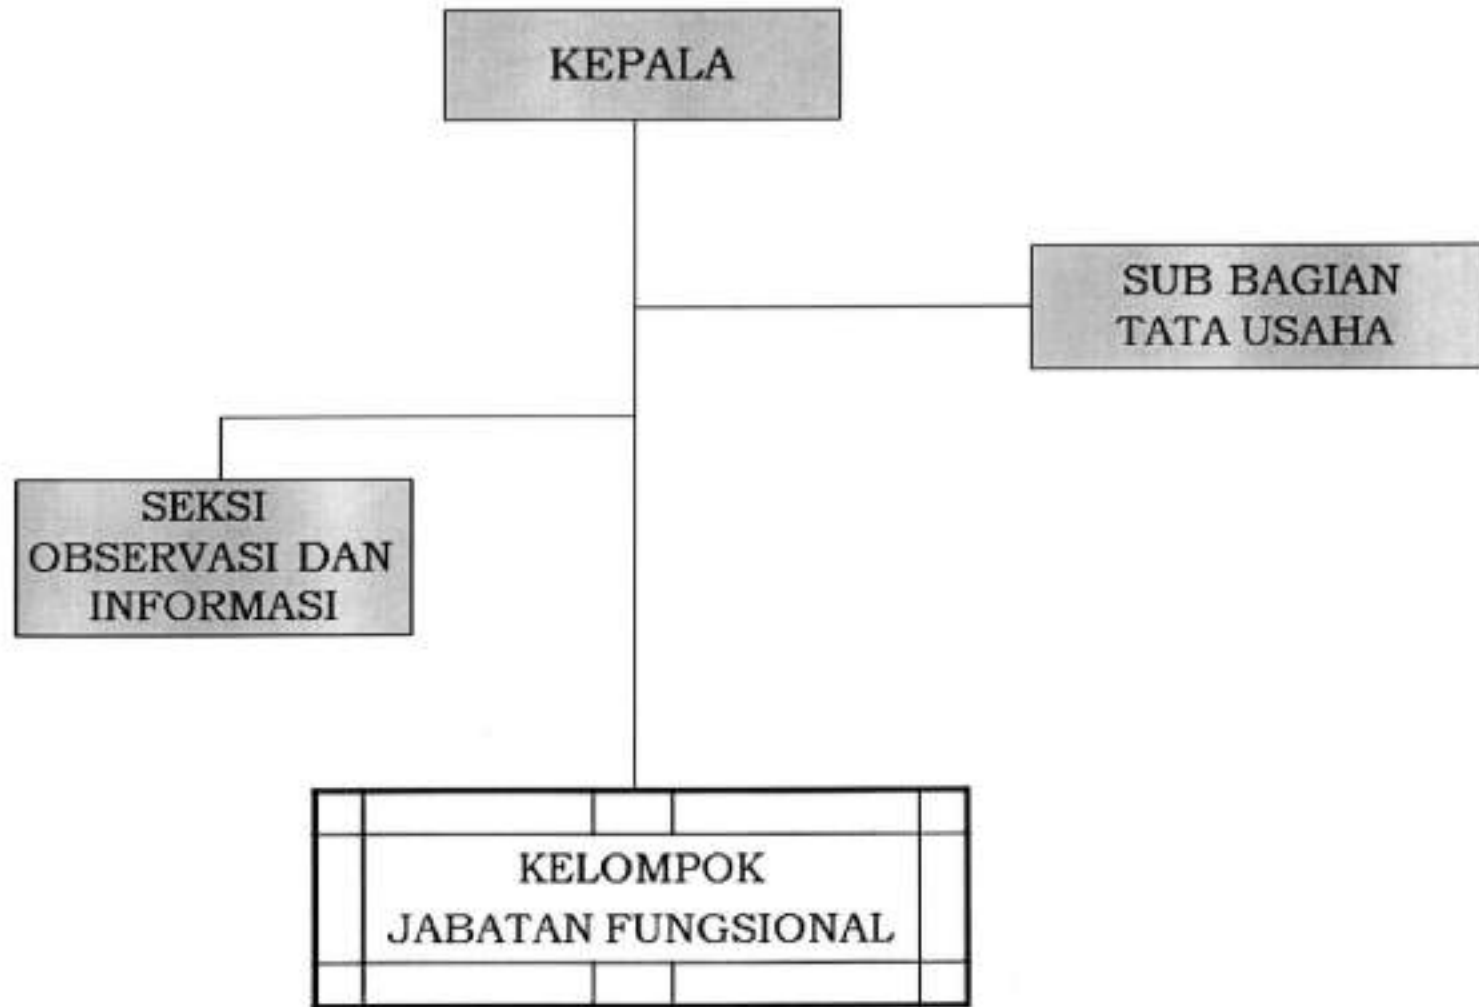 KEPALA
SUB BAGIAN
TATA USAHA
SEKSI
OBSERVASI DAN
INFORMASI
KELOMPOK
JABATAN FUNGSIONAL